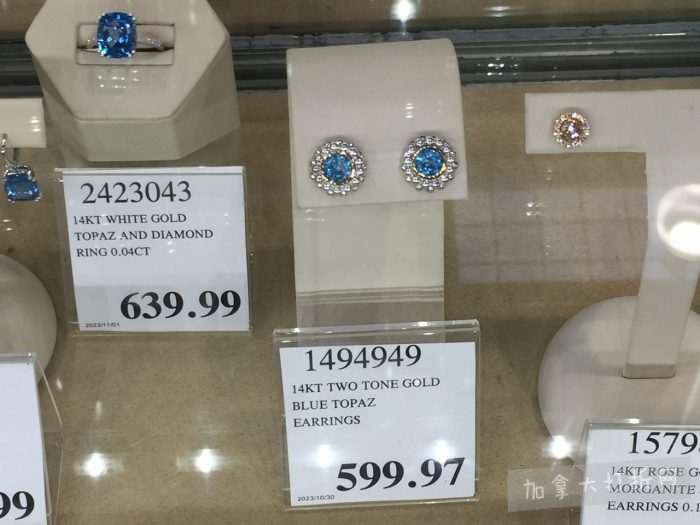 2423043
14KT WHITE GOLD
TOPAZ AND DIAMOND
RING 0.04CT
639.99
2023/11/01
1494949
14KT TWO TONE GOLD
BLUE TOPAZ
EARRINGS
599.97
2023/10/30
1579
14KT ROSE G
MORGANITE
EARRINGS 0.1
99
加拿大打折网